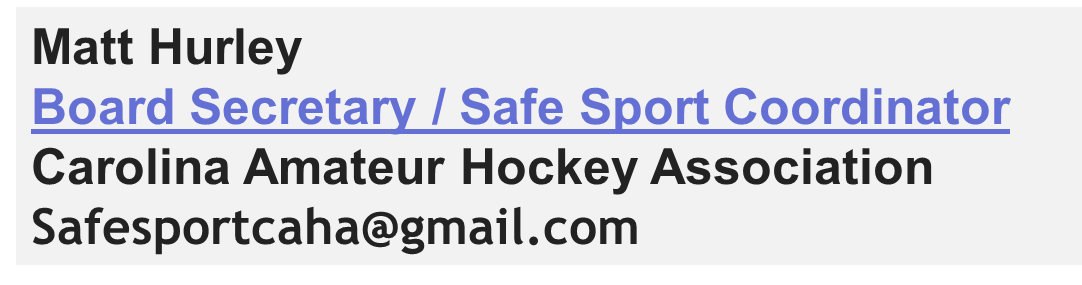 Matt Hurley
Board Secretary / Safe Sport Coordinator
Carolina Amateur Hockey Association
Safesportcaha@gmail.com